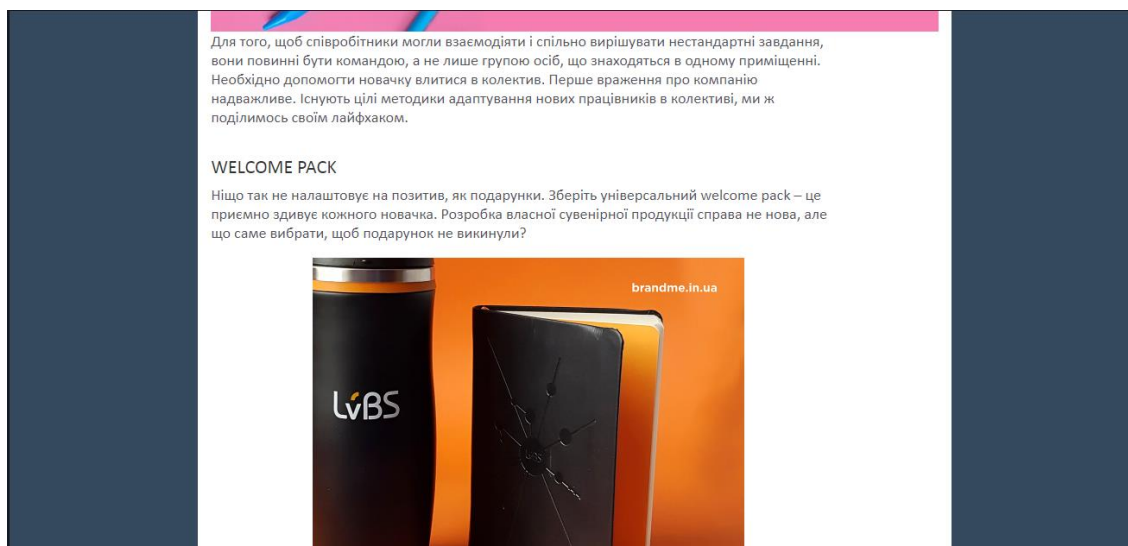 Для того, щоб співробітники могли взаємодіяти і спільно вирішувати нестандартні завдання,
вони повинні бути командою, а не лише групою осіб, що знаходяться в одному приміщенні.
Необхідно допомогти новачку влитися в колектив. Перше враження про компанію
надважливе. Існують цілі методики адаптування нових працівників в колективі, ми ж
поділимось своїм лайфхаком.
WELCOME PACK
Ніщо так не налаштовує на позитив, як подарунки. Зберіть універсальний welcome pack – це
приємно здивує кожного новачка. Розробка власної сувенірної продукції справа не нова, але
що саме вибрати, щоб подарунок не викинули?
brandme.in.ua
LvBS